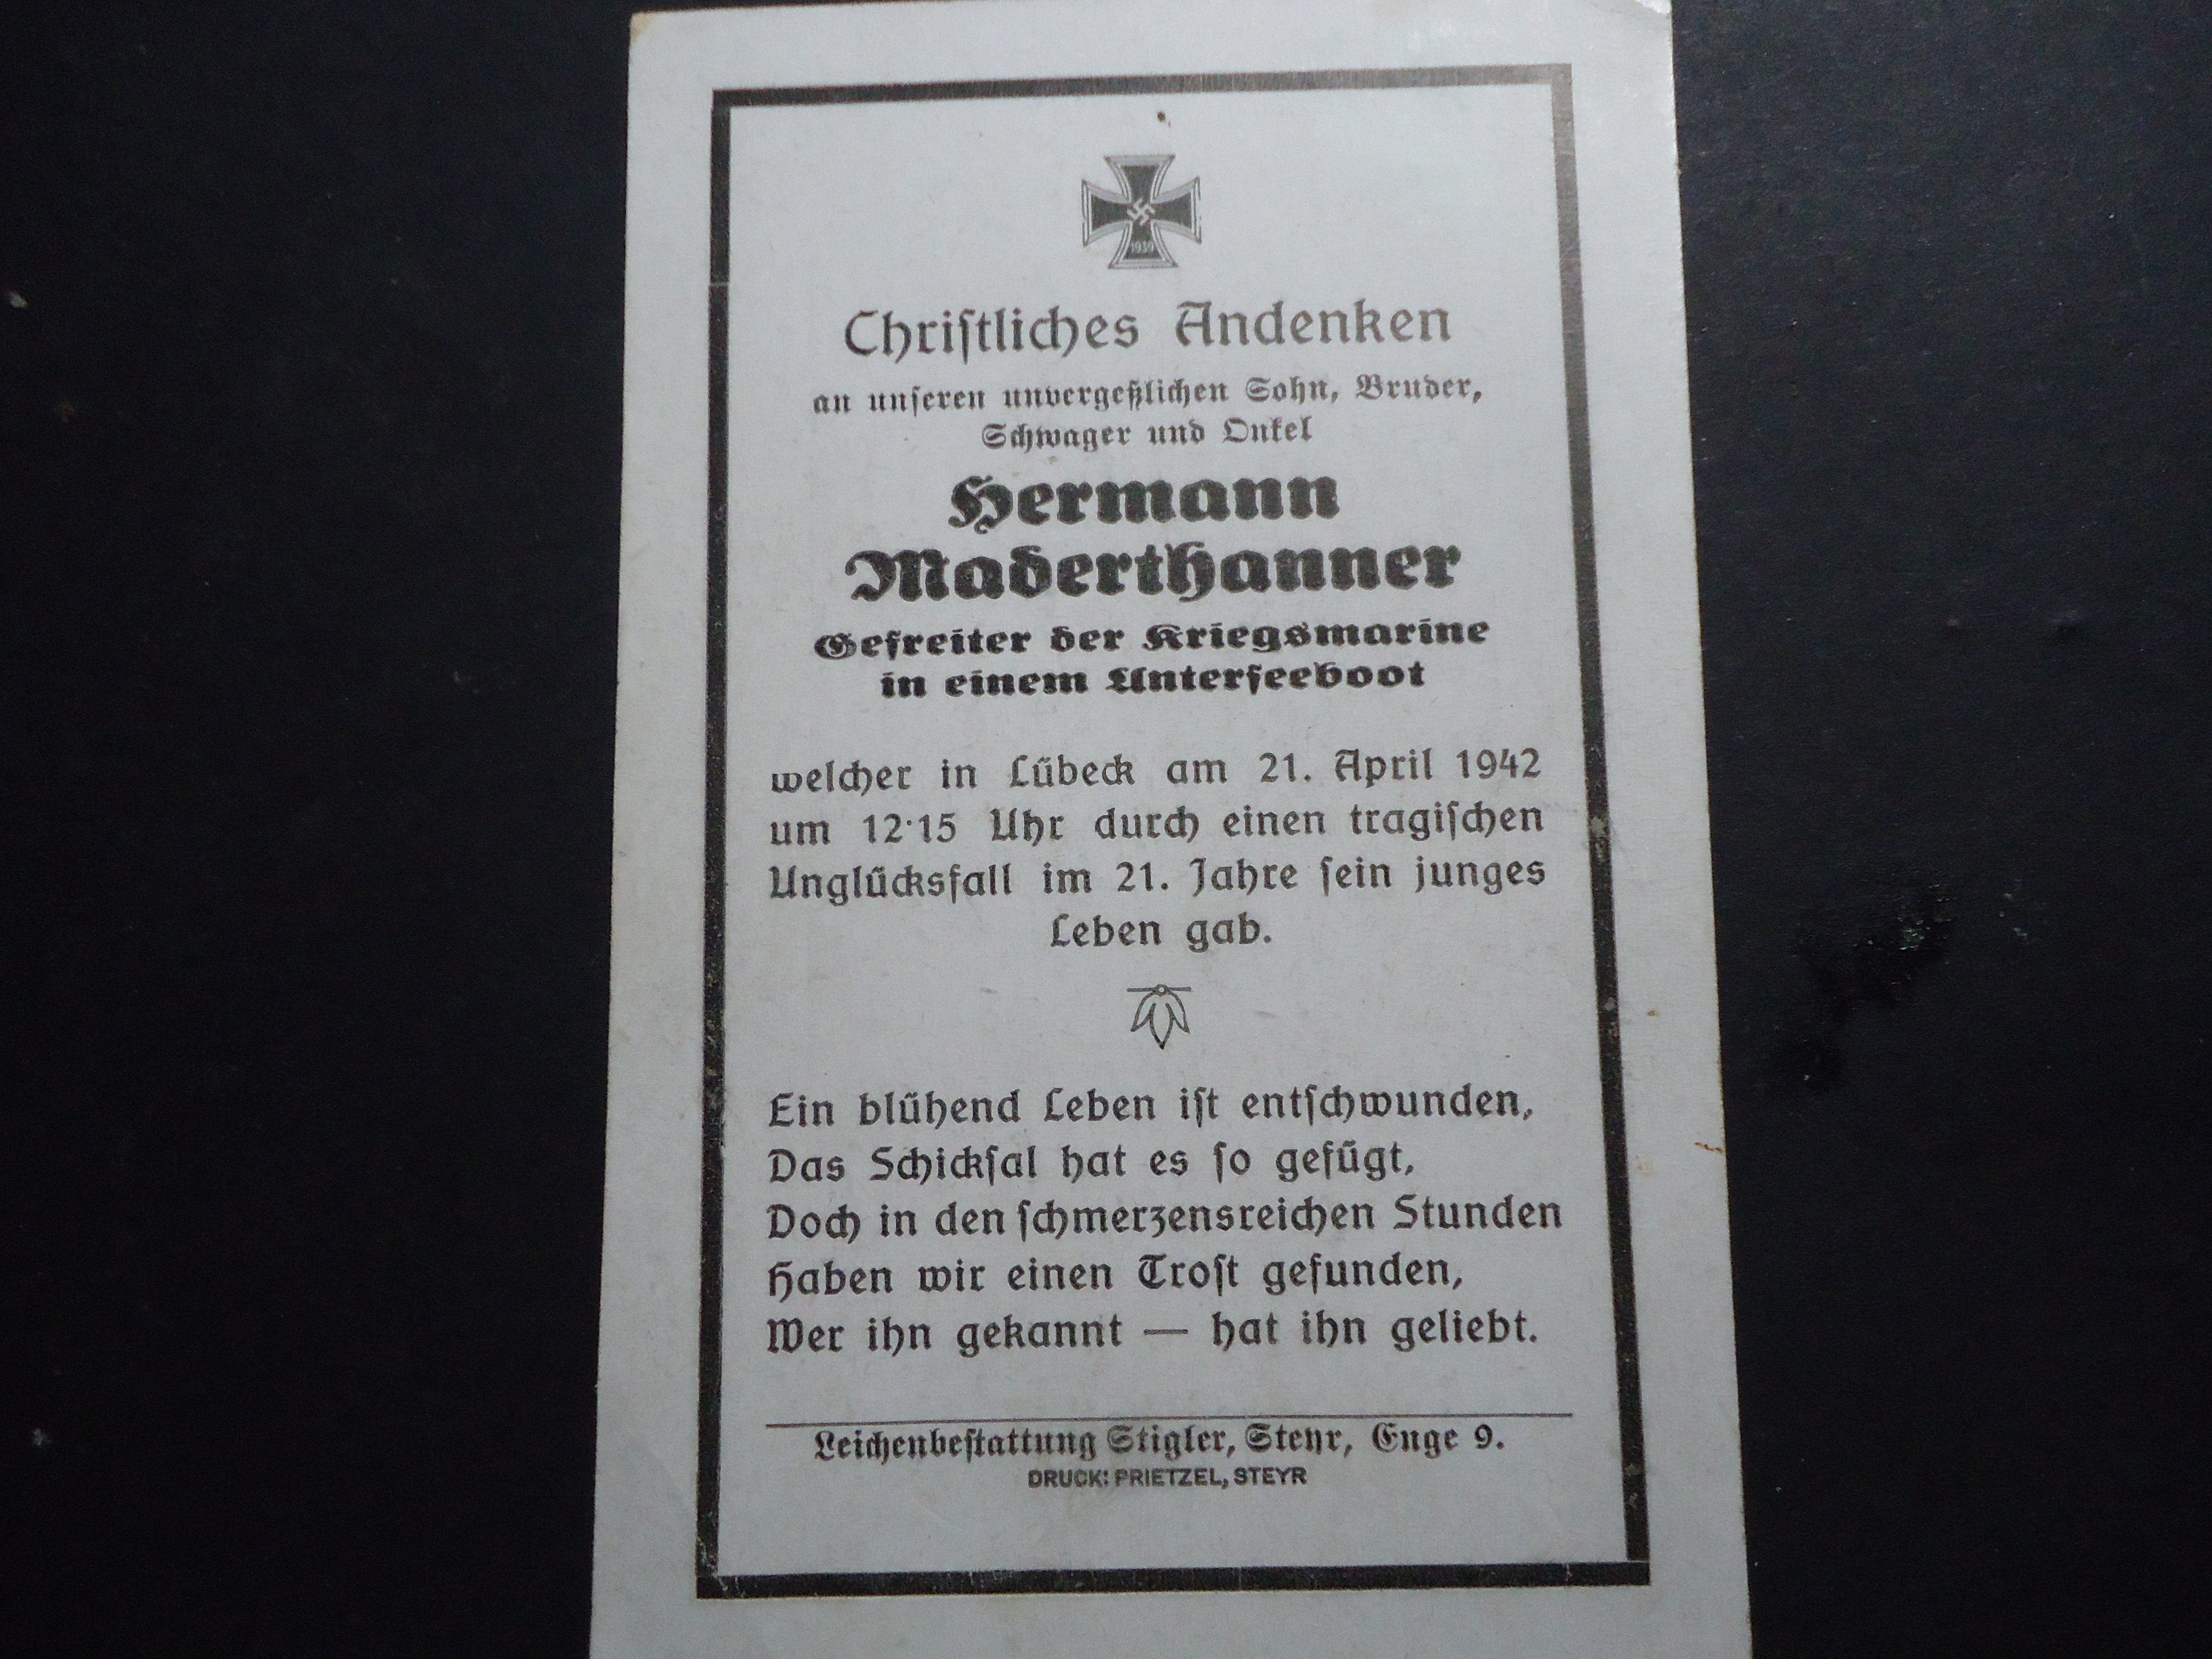 1939
Christliches Andenken
an unseren unvergeßlichen Sohn, Bruder,
Schwager und Onkel
Hermann
Maderthanner
Gefreiter der Kriegsmarine
in einem Unterseeboot
welcher in Lübeck am 21. April 1942
um 12·15 Uhr durch einen tragischen
Unglücksfall im 21. Jahre sein junges
Leben gab.
Ein blühend Leben ist entschwunden,
Das Schicksal hat es so gefügt,
Doch in den schmerzensreichen Stunden
Haben wir einen Trost gefunden,
Wer ihn gekannt — hat ihn geliebt.
Leichenbestattung Stigler, Steyr, Enge 9.
DRUCK: PRIETZEL, STEYR